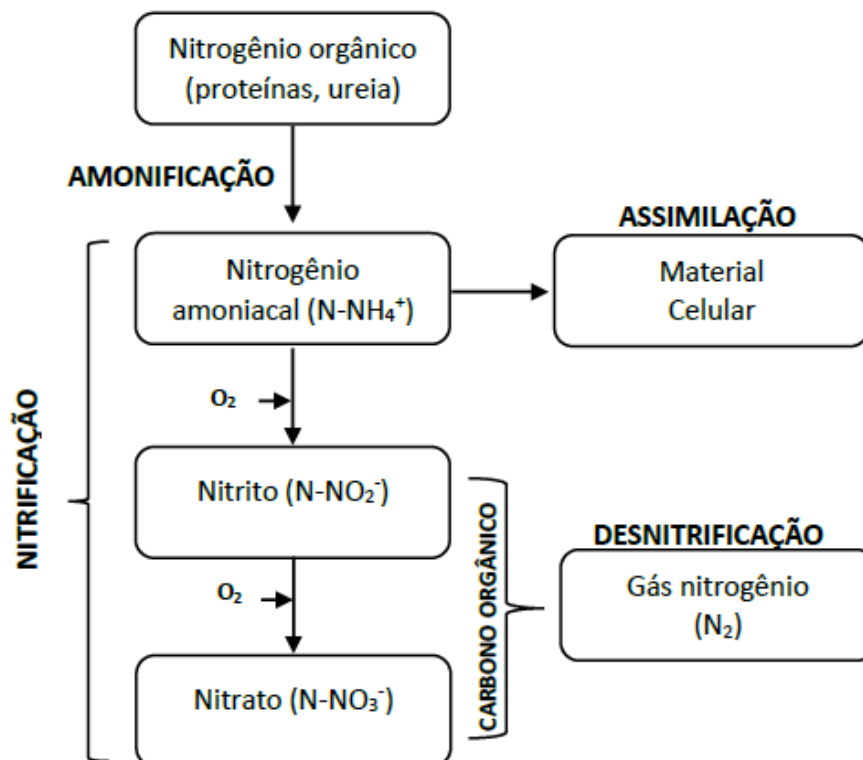 Nitrogênio orgânico
(proteínas, ureia)
AMONIFICAÇÃO
ASSIMILAÇÃO
Nitrogênio
amoniacal (N-NH₄⁺)
Material
Celular
O₂
NITRIFICAÇÃO
Nitrito (N-NO₂⁻)
CARBONO ORGÂNICO
DESNITRIFICAÇÃO
Gás nitrogênio
(N₂)
O₂
Nitrato (N-NO₃⁻)